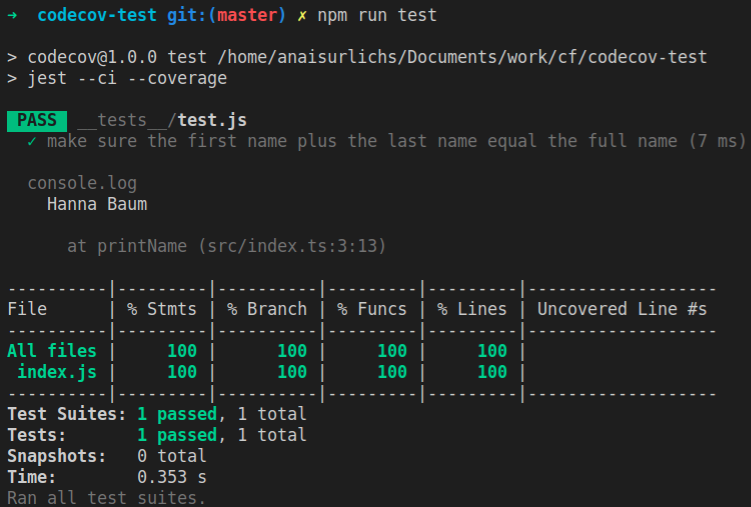 ➜  codecov-test git:(master) ✗ npm run test
> codecov@1.0.0 test /home/anaisurlichs/Documents/work/cf/codecov-test
> jest --ci --coverage
PASS  __tests__/test.js
  ✓ make sure the first name plus the last name equal the full name (7 ms)
  console.log
    Hanna Baum
      at printName (src/index.ts:3:13)
----------|---------|----------|---------|---------|-------------------
File      | % Stmts | % Branch | % Funcs | % Lines | Uncovered Line #s
----------|---------|----------|---------|---------|-------------------
All files |     100 |      100 |     100 |     100 |
 index.js |     100 |      100 |     100 |     100 |
----------|---------|----------|---------|---------|-------------------
Test Suites: 1 passed, 1 total
Tests:       1 passed, 1 total
Snapshots:   0 total
Time:        0.353 s
Ran all test suites.